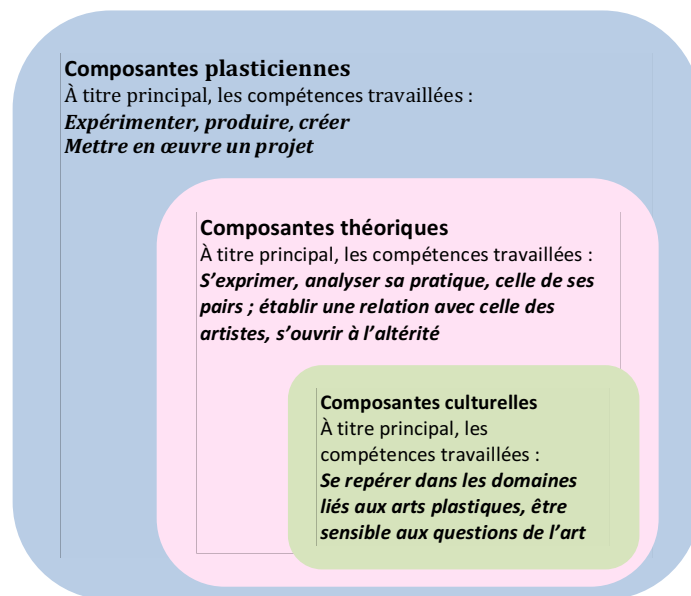 Composantes plasticiennes
À titre principal, les compétences travaillées :
Expérimenter, produire, créer
Mettre en œuvre un projet
Composantes théoriques
À titre principal, les compétences travaillées :
S’exprimer, analyser sa pratique, celle de ses
pairs ; établir une relation avec celle des
artistes, s’ouvrir à l’altérité
Composantes culturelles
À titre principal, les
compétences travaillées :
Se repérer dans les domaines
liés aux arts plastiques, être
sensible aux questions de l’art